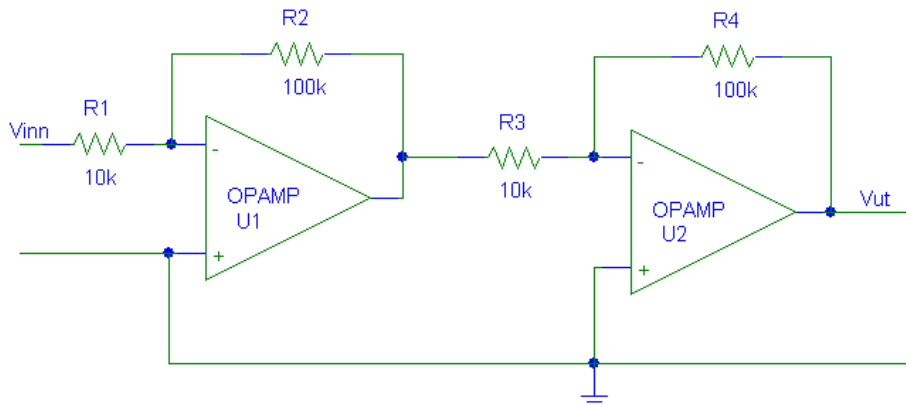 R2
100k
R4
100k
R1
Vinn
10k
-
OPAMP
U1
+
R3
10k
-
OPAMP
U2
+
Vut